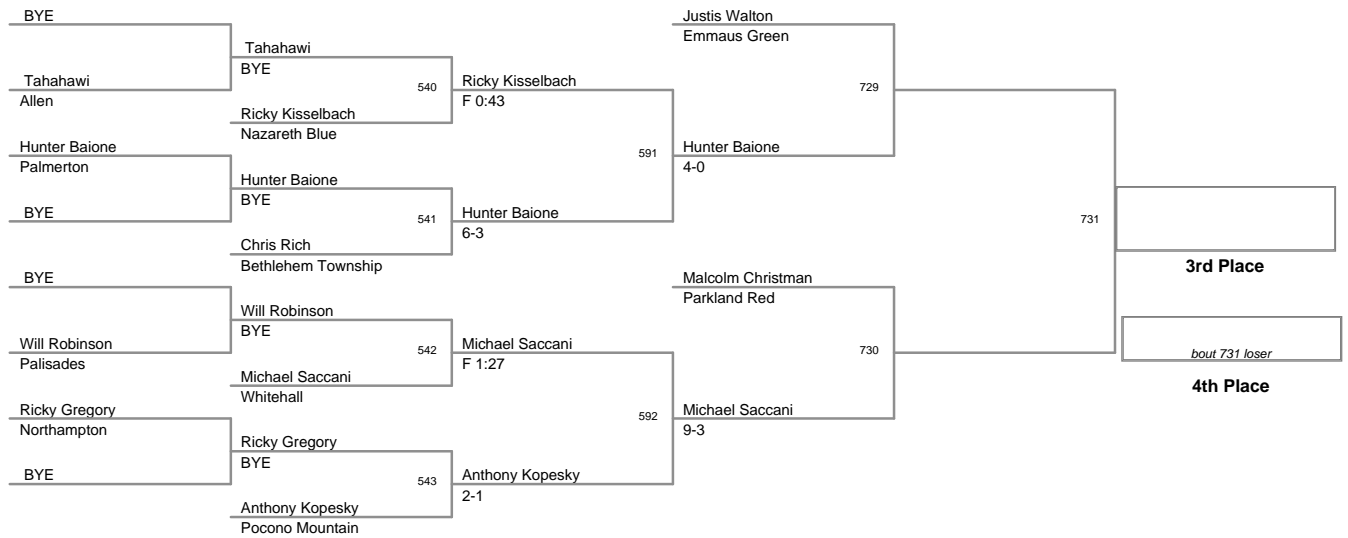 BYE
Tahahawi
Allen
Hunter Baione
Palmerton
BYE
BYE
Will Robinson
Palisades
Ricky Gregory
Northampton
BYE
Tahahawi
BYE
540
Ricky Kisselbach
Nazareth Blue
Hunter Baione
BYE
541
Chris Rich
Bethlehem Township
Will Robinson
BYE
542
Michael Saccani
Whitehall
Ricky Gregory
BYE
543
Anthony Kopesky
Pocono Mountain
Ricky Kisselbach
F 0:43
591
Hunter Baione
6-3
Michael Saccani
F 1:27
592
Anthony Kopesky
2-1
Justis Walton
Emmaus Green
729
Hunter Baione
4-0
Malcolm Christman
Parkland Red
730
Michael Saccani
9-3
731
3rd Place
bout 731 loser
4th Place